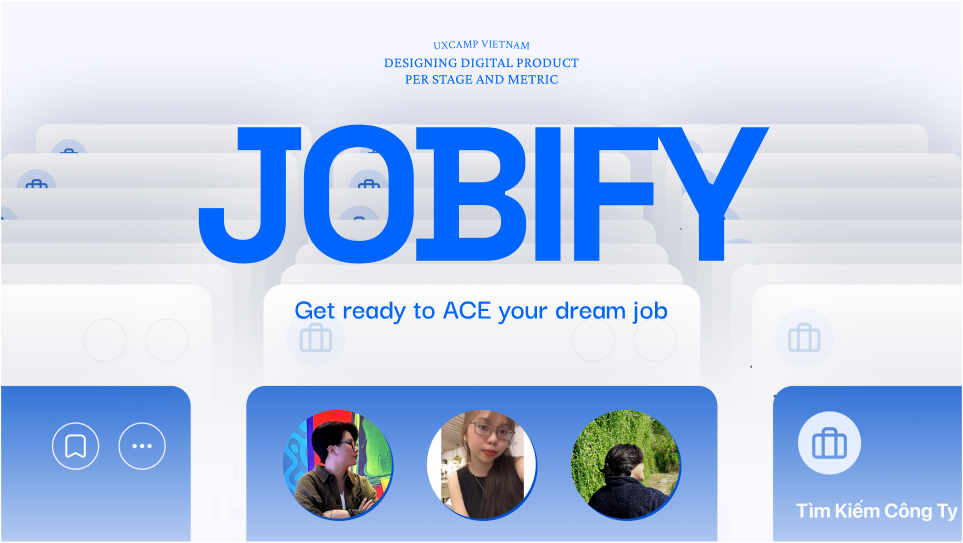 UXCAMP VIETNAM
DESIGNING DIGITAL PRODUCT
PER STAGE AND METRIC
JOBIFY
Get ready to ACE your dream job
Tìm Kiếm Công Ty